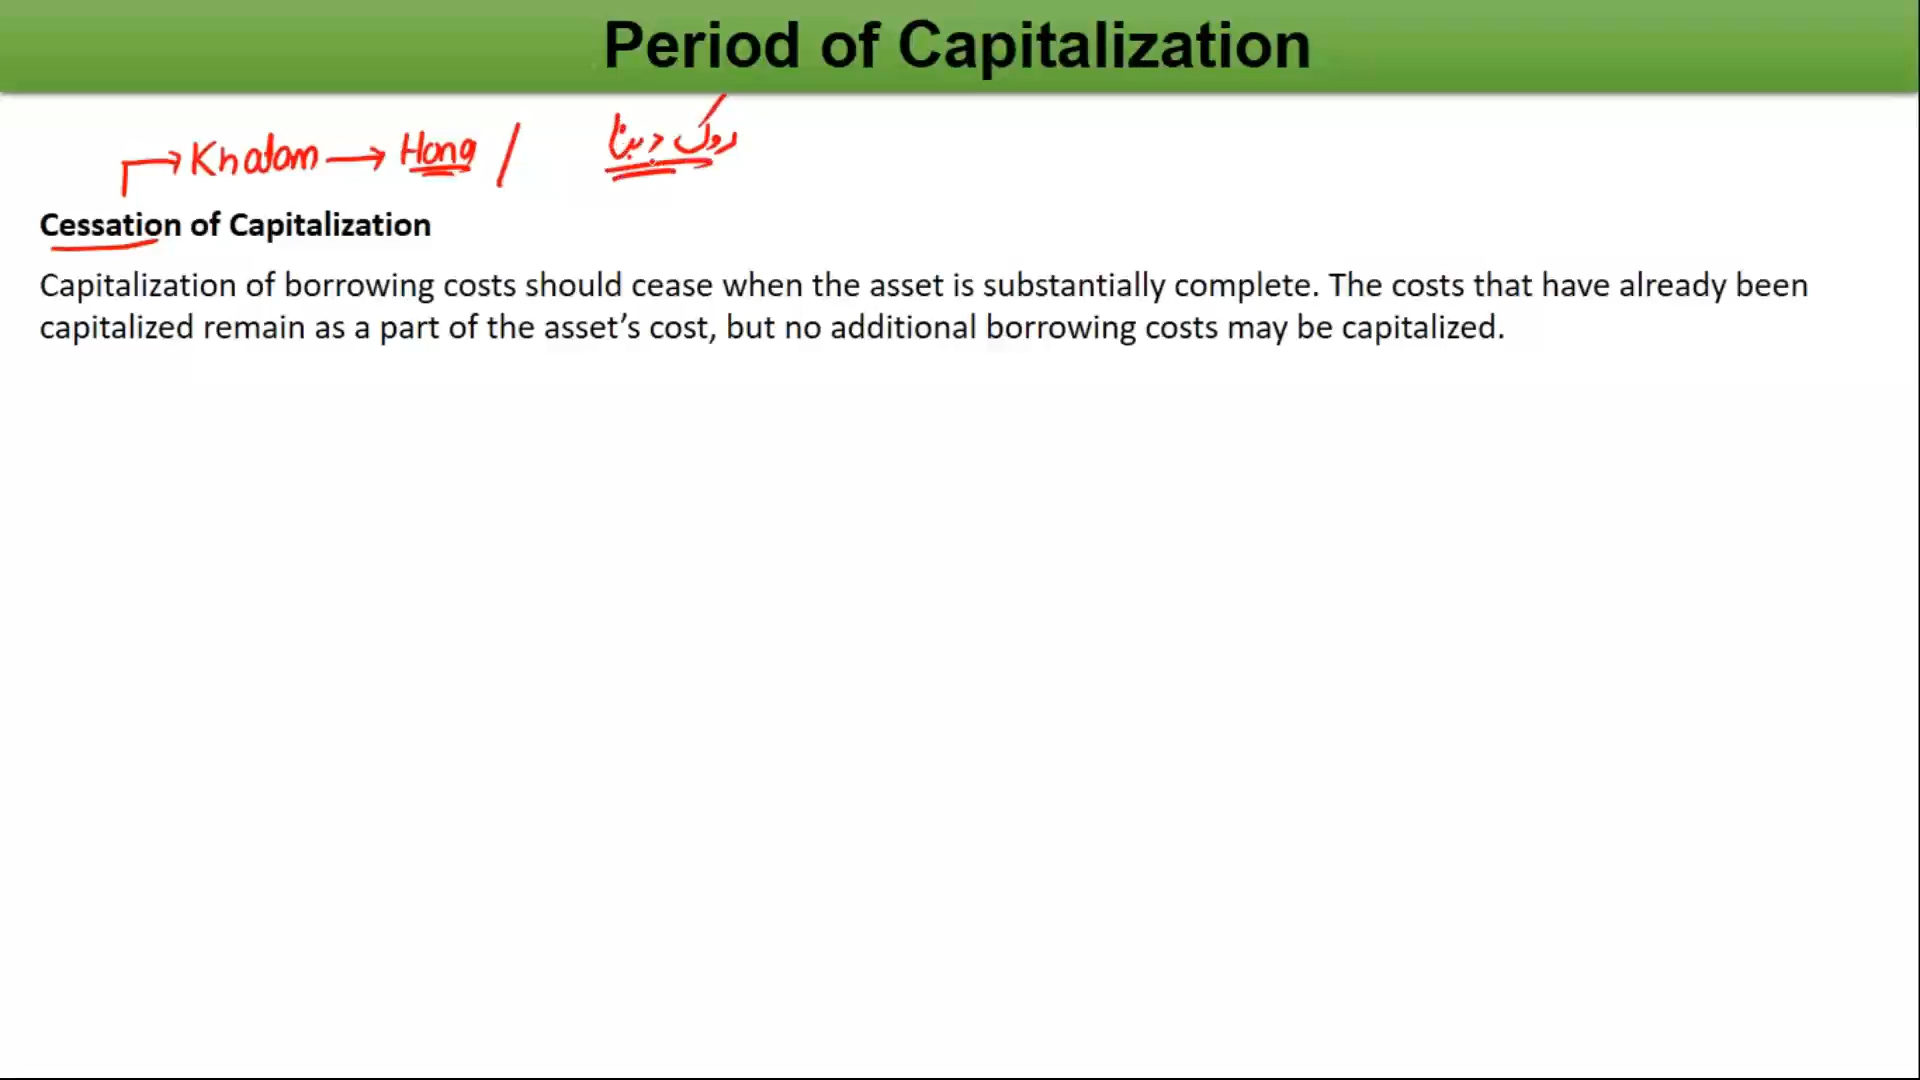 Period of Capitalization
Khatam → Hona / روک دینا
Cessation of Capitalization
Capitalization of borrowing costs should cease when the asset is substantially complete. The costs that have already been
capitalized remain as a part of the asset’s cost, but no additional borrowing costs may be capitalized.